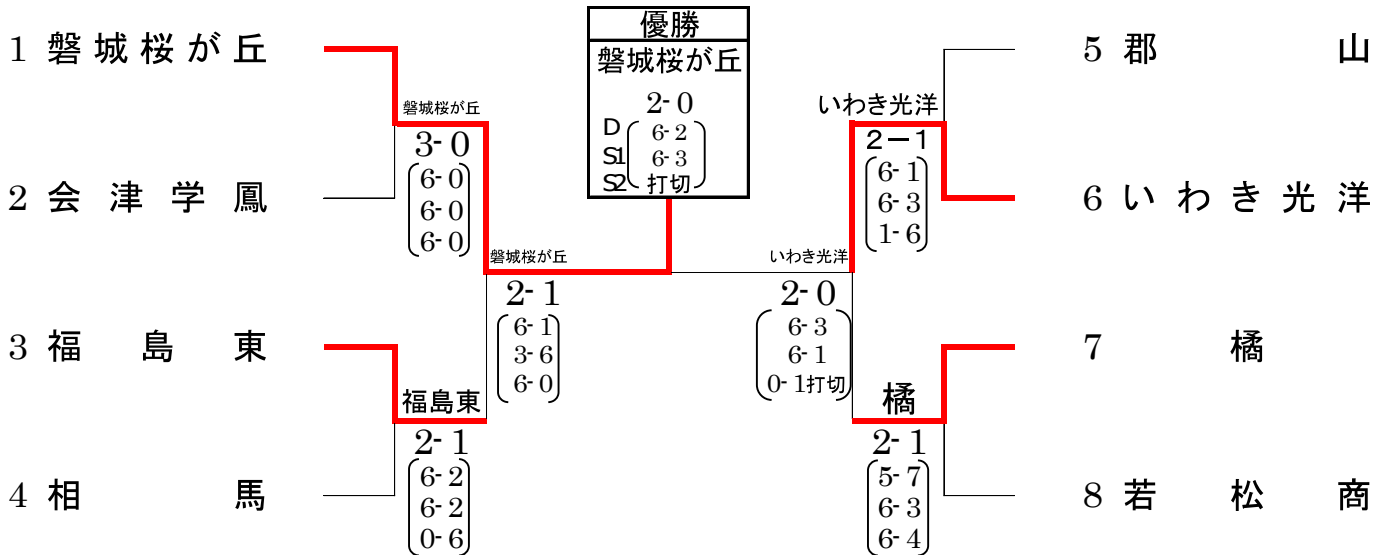 優勝
磐城桜が丘
2-0
D 6-2
S1 6-3
S2 打切
1 磐城桜が丘
磐城桜が丘
3-0
6-0
6-0
6-0
2 会津学鳳
磐城桜が丘
2-1
6-1
3-6
6-0
3 福島東
福島東
2-1
6-2
6-2
0-6
4 相馬
5 郡山
いわき光洋
2-1
6-1
6-3
1-6
6 いわき光洋
いわき光洋
2-0
6-3
6-1
0-1打切
7 橘
橘
2-1
5-7
6-3
6-4
8 若松商